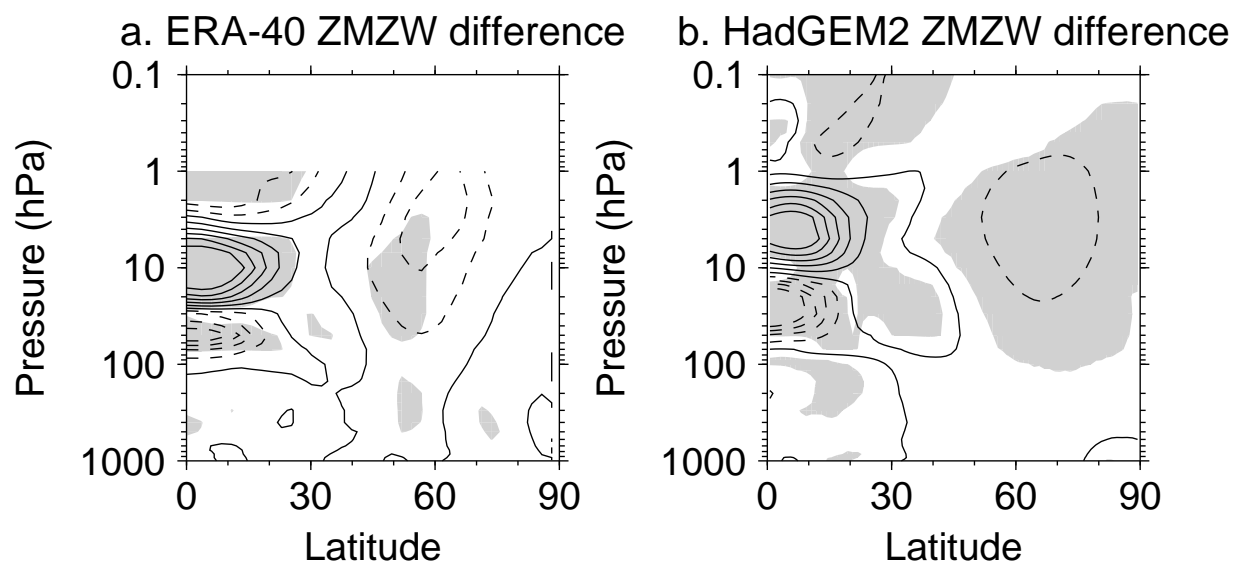 a. ERA-40 ZMZW difference
0.1
1
10
100
1000
Pressure (hPa)
0 30 60 90
Latitude
b. HadGEM2 ZMZW difference
0.1
1
10
100
1000
Pressure (hPa)
0 30 60 90
Latitude